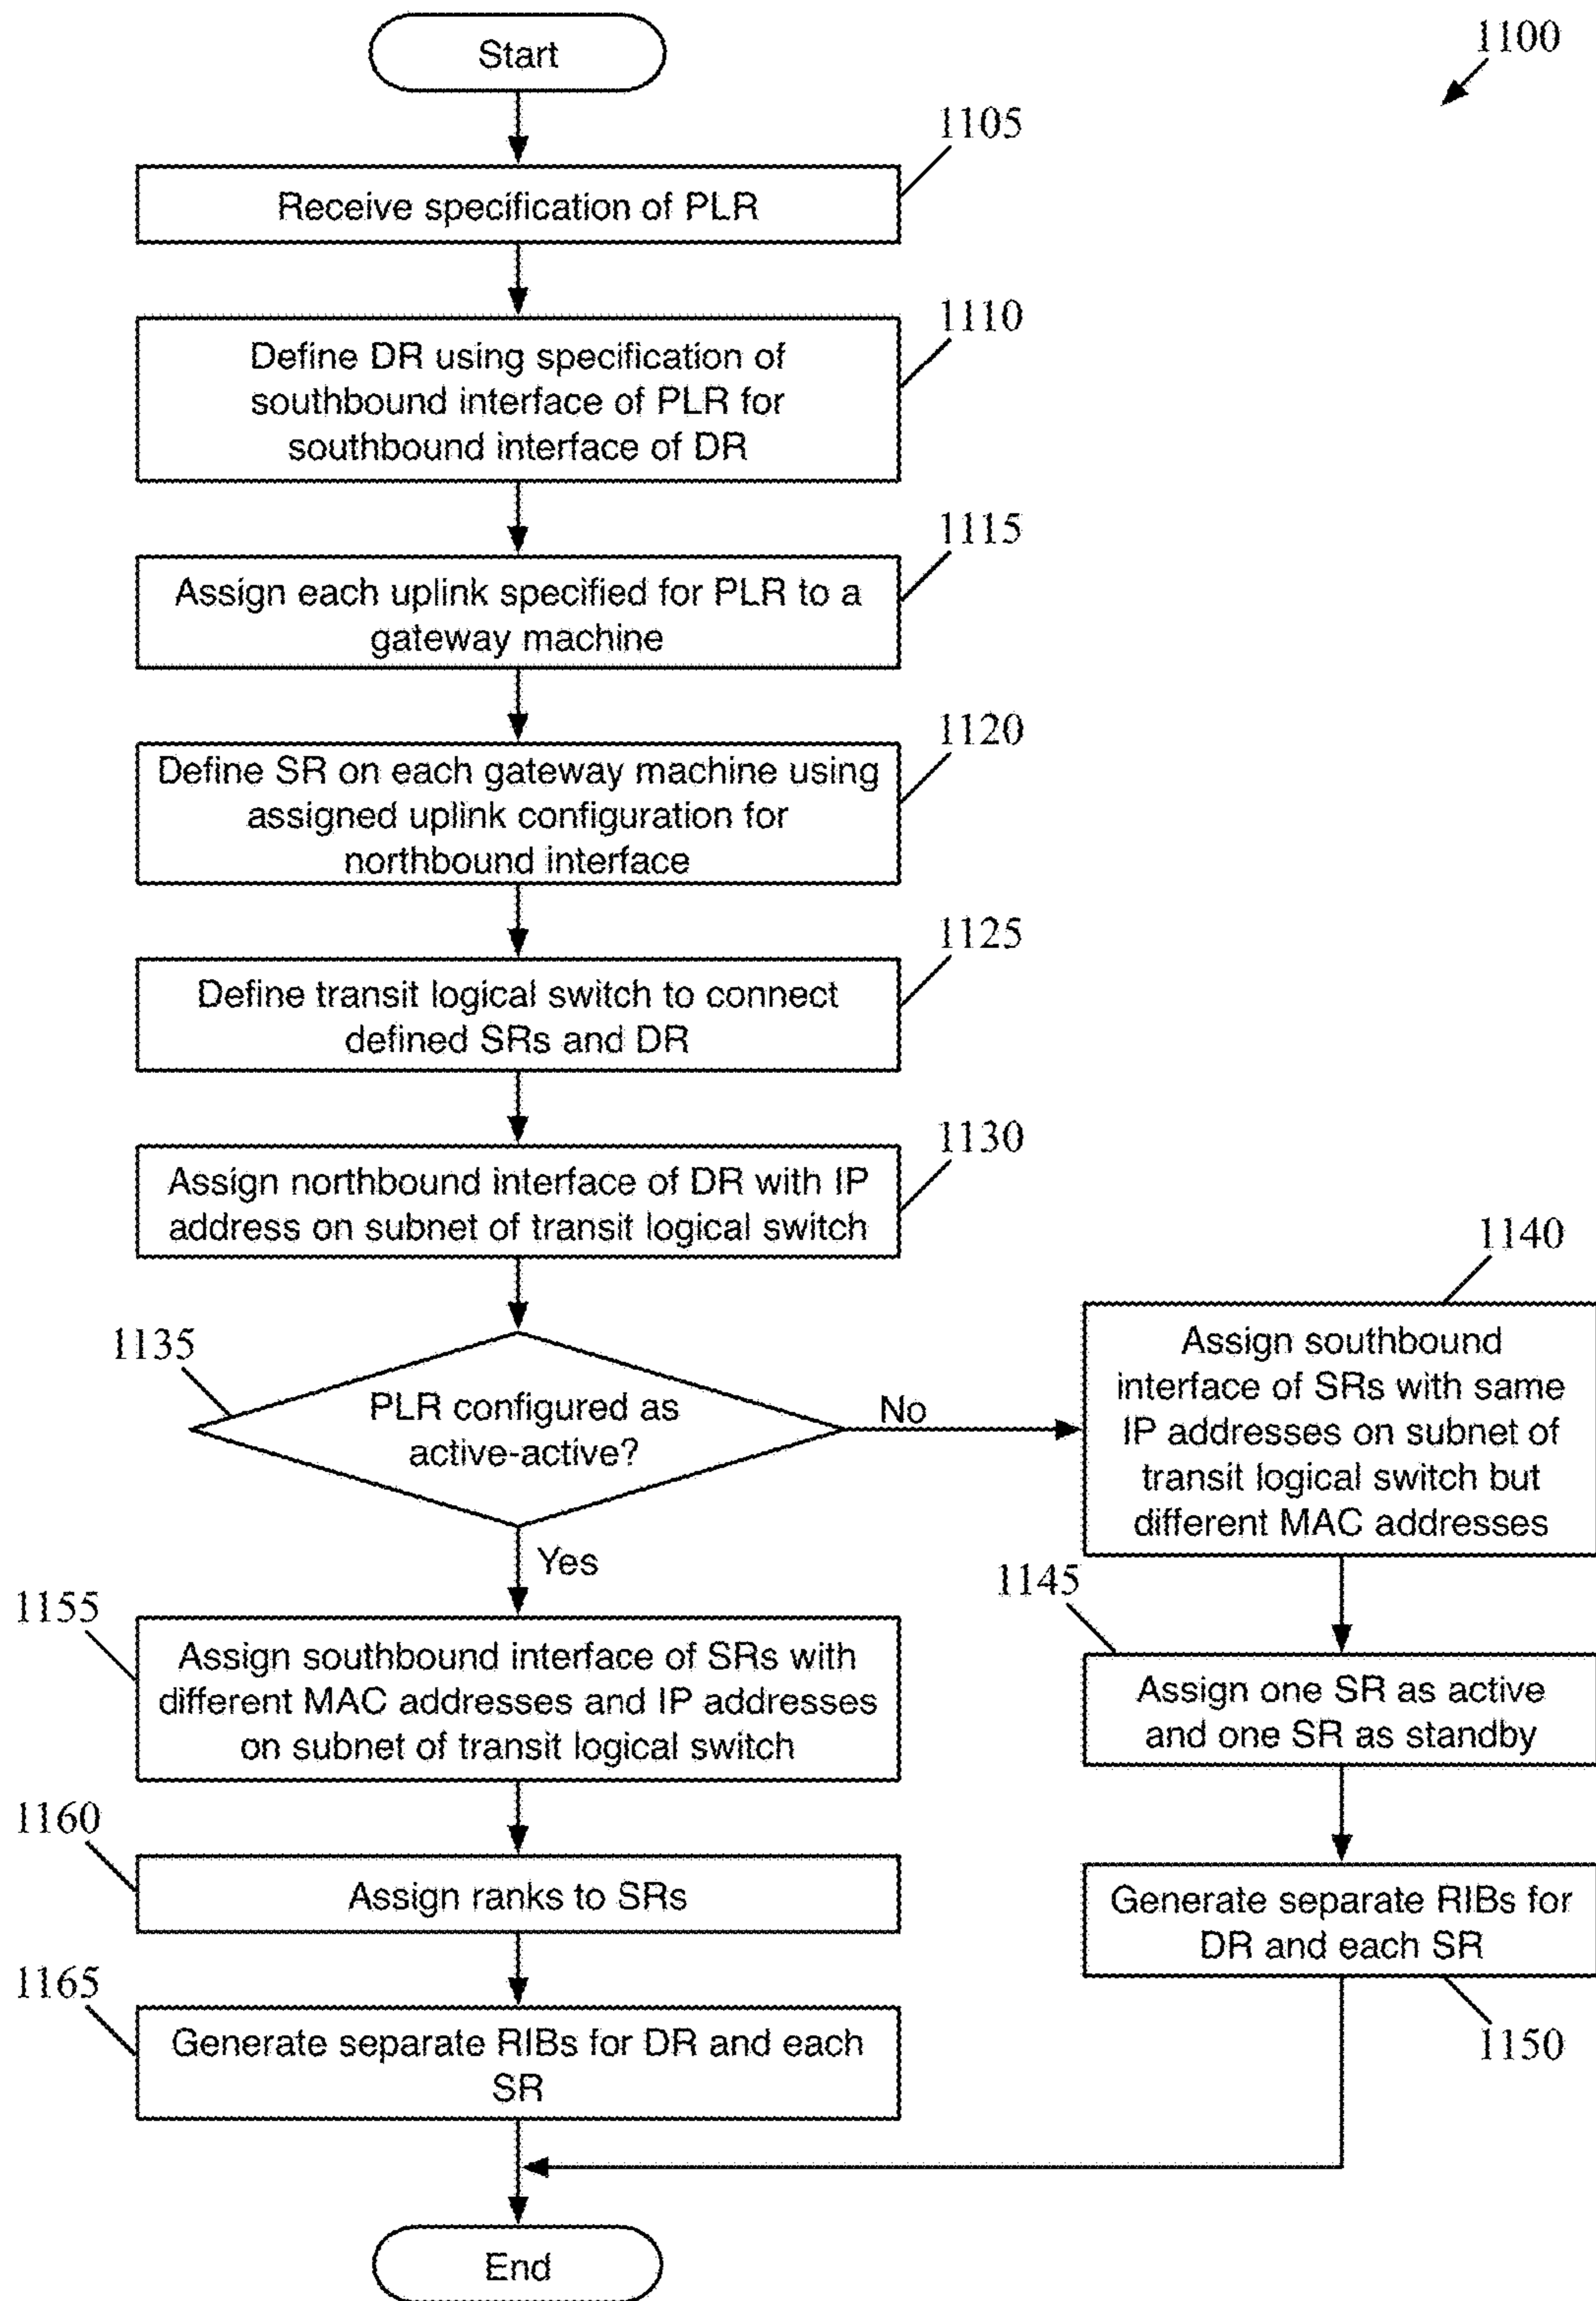 Start
1100
1105
Receive specification of PLR
1110
Define DR using specification of
southbound interface of PLR for
southbound interface of DR
1115
Assign each uplink specified for PLR to a
gateway machine
1120
Define SR on each gateway machine using
assigned uplink configuration for
northbound interface
1125
Define transit logical switch to connect
defined SRs and DR
1130
Assign northbound interface of DR with IP
address on subnet of transit logical switch
1135
PLR configured as
active-active?
No
1140
Assign southbound
interface of SRs with same
IP addresses on subnet of
transit logical switch but
different MAC addresses
1145
Assign one SR as active
and one SR as standby
Generate separate RIBs for
DR and each SR
1150
Yes
1155
Assign southbound interface of SRs with
different MAC addresses and IP addresses
on subnet of transit logical switch
1160
Assign ranks to SRs
1165
Generate separate RIBs for DR and each
SR
End